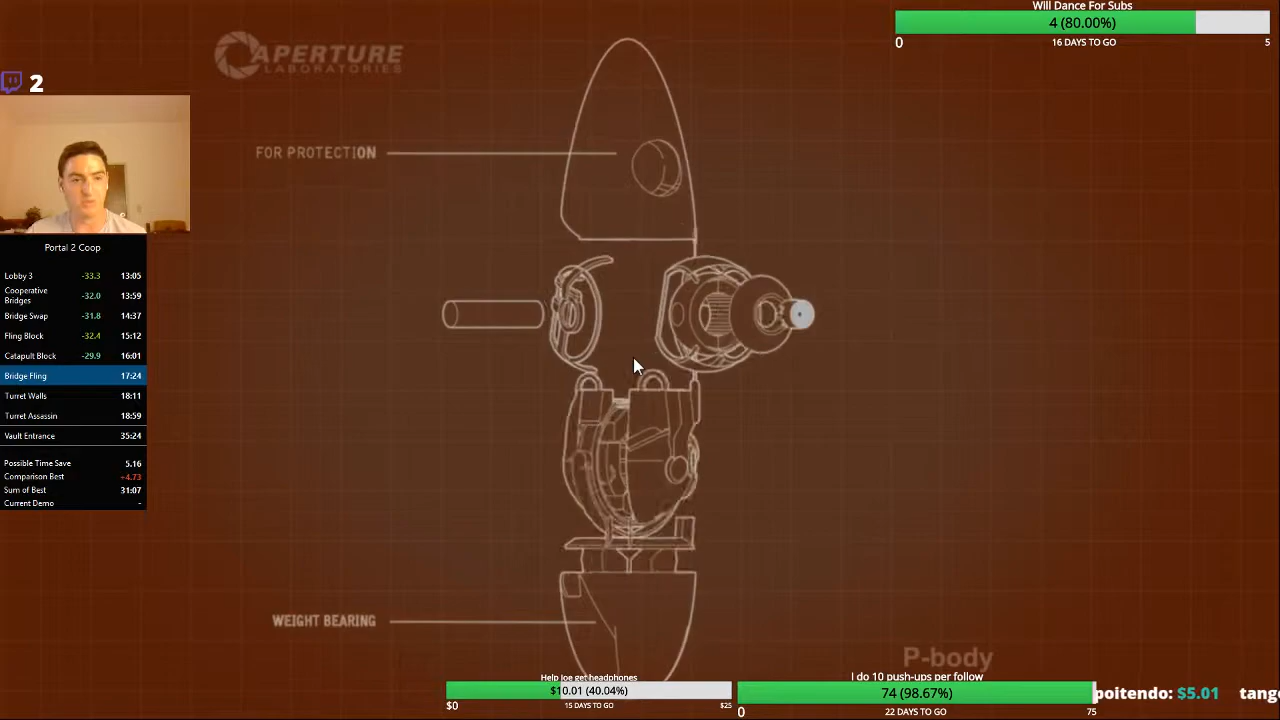 Will Dance For Subs
4 (80.00%)
0 16 DAYS TO GO 5
APERTURE
LABORATORIES
2
FOR PROTECTION
Portal 2 Coop
Lobby 3 -33.3 13:05
Cooperative Bridges -32.0 13:59
Bridge Swap -31.8 14:37
Fling Block -32.4 15:12
Catapult Block -29.9 16:01
Bridge Fling 17:24
Turret Walls 18:11
Turret Assassin 18:59
Vault Entrance 35:24
Possible Time Save 5.16
Comparison Best +4.73
Sum of Best 31:07
Current Demo -
WEIGHT BEARING
P-body
Help Joe get headphones
$10.01 (40.04%)
$0 15 DAYS TO GO $25
I do 10 push-ups per follow
74 (98.67%)
0 22 DAYS TO GO 75
poitendo: $5.01 tang